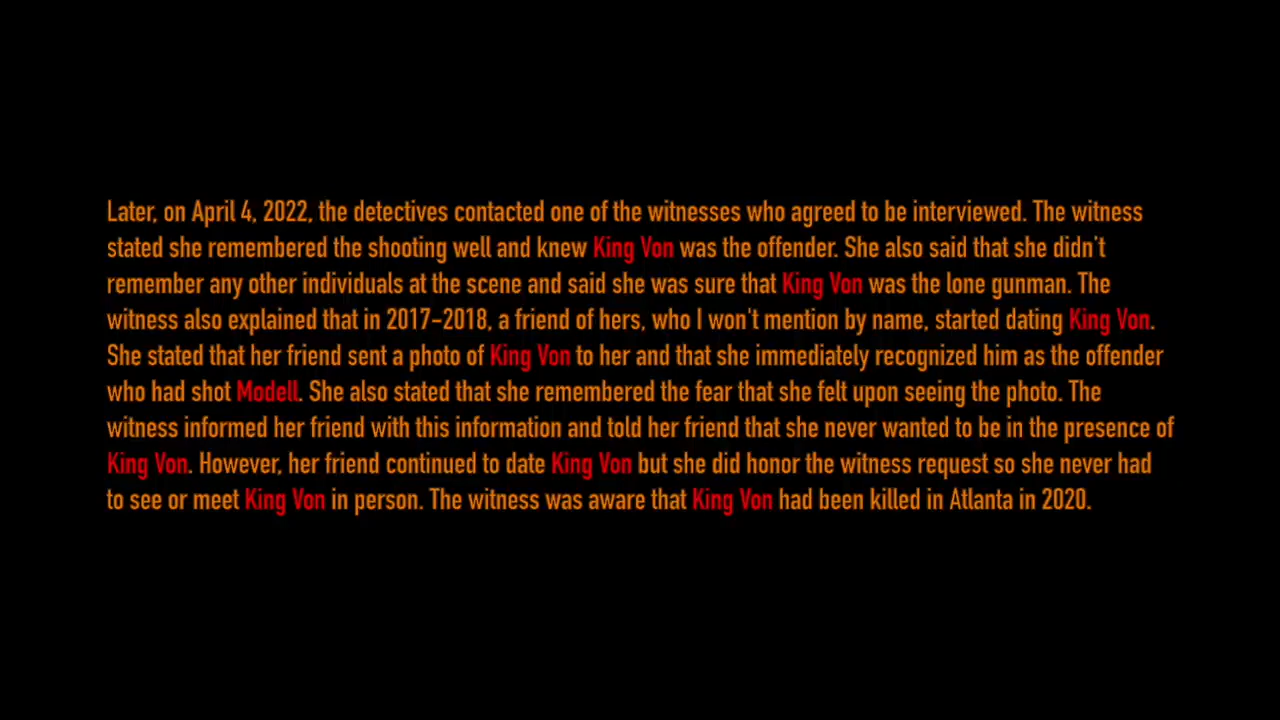 Later, on April 4, 2022, the detectives contacted one of the witnesses who agreed to be interviewed. The witness
stated she remembered the shooting well and knew King Von was the offender. She also said that she didn't
remember any other individuals at the scene and said she was sure that King Von was the lone gunman. The
witness also explained that in 2017-2018, a friend of hers, who I won't mention by name, started dating King Von.
She stated that her friend sent a photo of King Von to her and that she immediately recognized him as the offender
who had shot Modell. She also stated that she remembered the fear that she felt upon seeing the photo. The
witness informed her friend with this information and told her friend that she never wanted to be in the presence of
King Von. However, her friend continued to date King Von but she did honor the witness request so she never had
to see or meet King Von in person. The witness was aware that King Von had been killed in Atlanta in 2020.